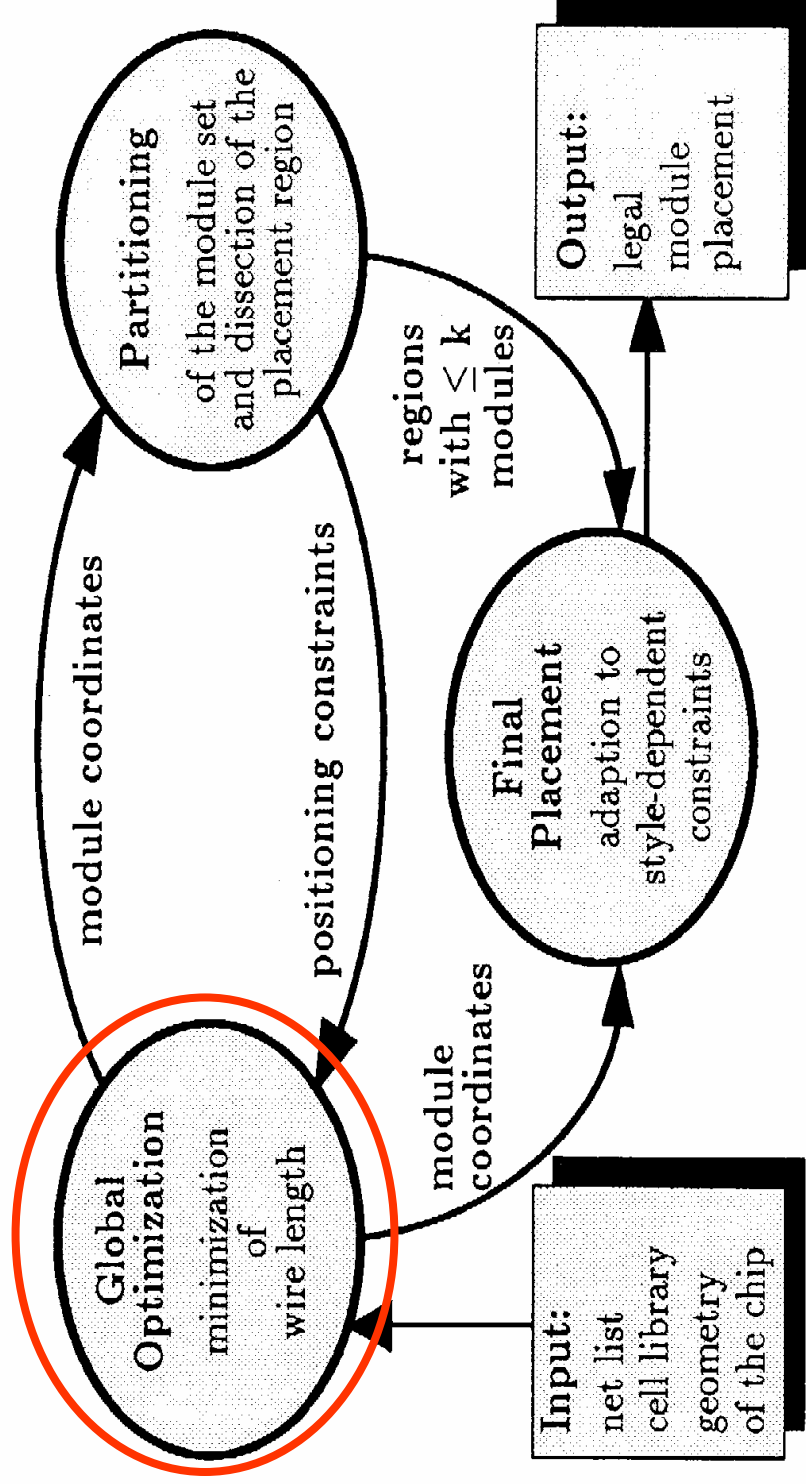 Global
Optimization
minimization
of
wire length
module coordinates
positioning constraints
Partitioning
of the module set
and dissection of the
placement region
module
coordinates
regions
with ≤ k
modules
Final
Placement
adaption to
style-dependent
constraints
Input:
net list
cell library
geometry
of the chip
Output:
legal
module
placement